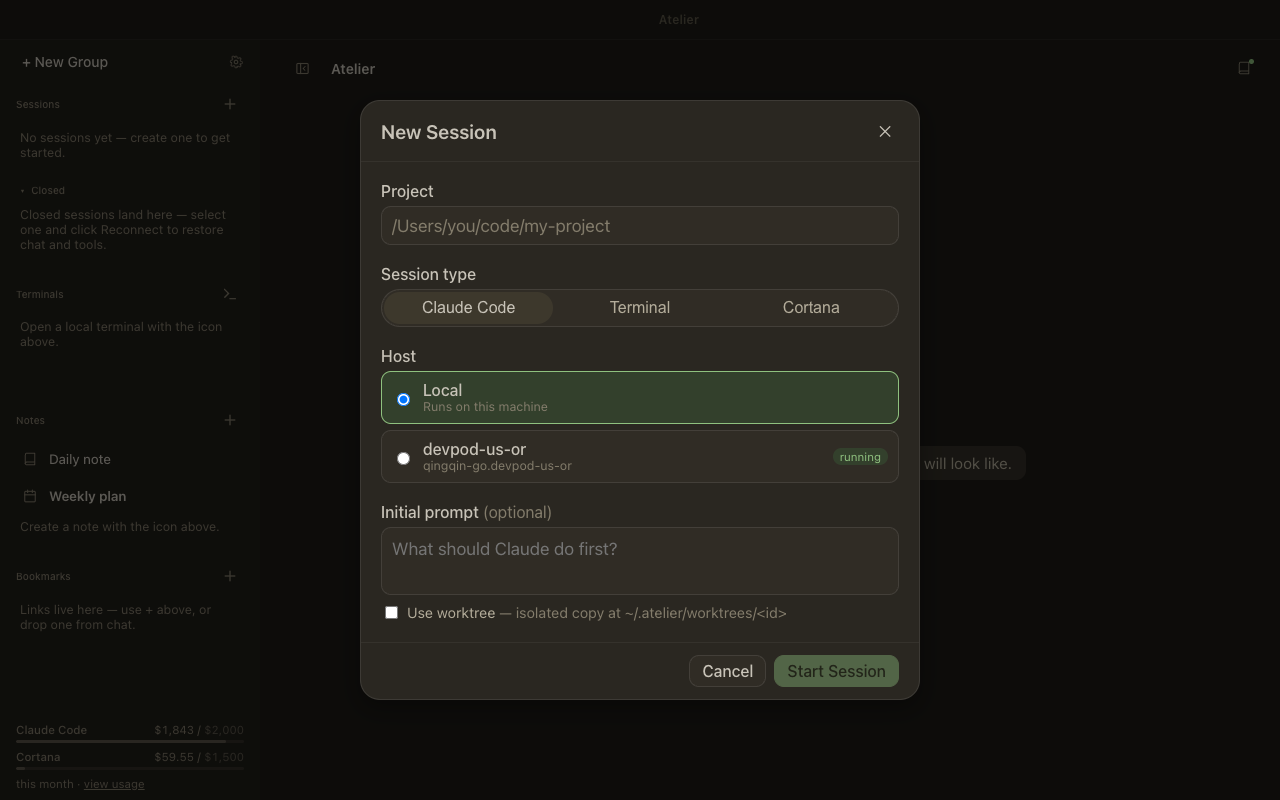 Atelier
+ New Group
Sessions
No sessions yet — create one to get
started.
Closed
Closed sessions land here — select
one and click Reconnect to restore
chat and tools.
Terminals
Open a local terminal with the icon
above.
Notes
Daily note
Weekly plan
Create a note with the icon above.
Bookmarks
Links live here — use + above, or
drop one from chat.
Claude Code $1,843 / $2,000
Cortana $59.55 / $1,500
this month · view usage
Atelier
New Session
Project
/Users/you/code/my-project
Session type
Claude Code Terminal Cortana
Host
Local
Runs on this machine
devpod-us-or
qingqin-go.devpod-us-or
running
will look like.
Initial prompt (optional)
What should Claude do first?
Use worktree — isolated copy at ~/.atelier/worktrees/<id>
Cancel Start Session